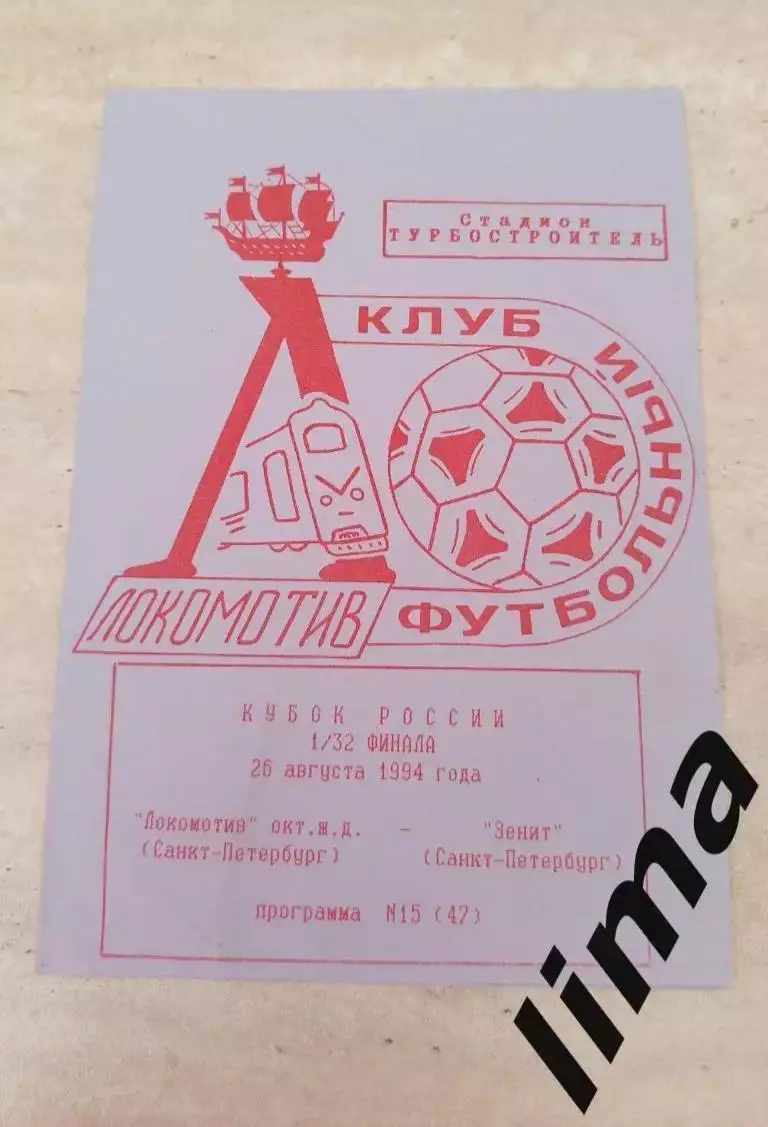 Стадион
ТУРБОСТРОИТЕЛЬ
КЛУБ
ФУТБОЛЬНЫЙ
ЛОКОМОТИВ
КУБОК РОССИИ
1/32 ФИНАЛА
26 августа 1994 года
"Локомотив" окт.ж.д. - "Зенит"
(Санкт-Петербург) (Санкт-Петербург)
программа N15 (47)
lima